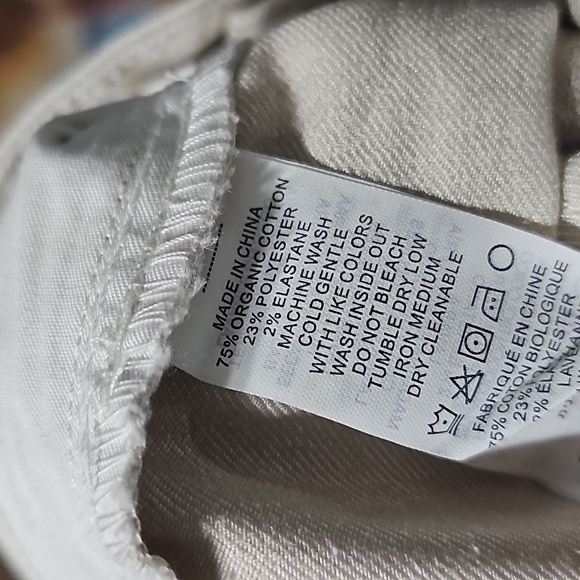 MADE IN CHINA
75% ORGANIC COTTON
23% POLYESTER
2% ELASTANE
MACHINE WASH
COLD GENTLE
WITH LIKE COLORS
WASH INSIDE OUT
DO NOT BLEACH
TUMBLE DRY LOW
IRON MEDIUM
DRY CLEANABLE
FABRIQUÉ EN CHINE
75% COTON BIOLOGIQUE
23%